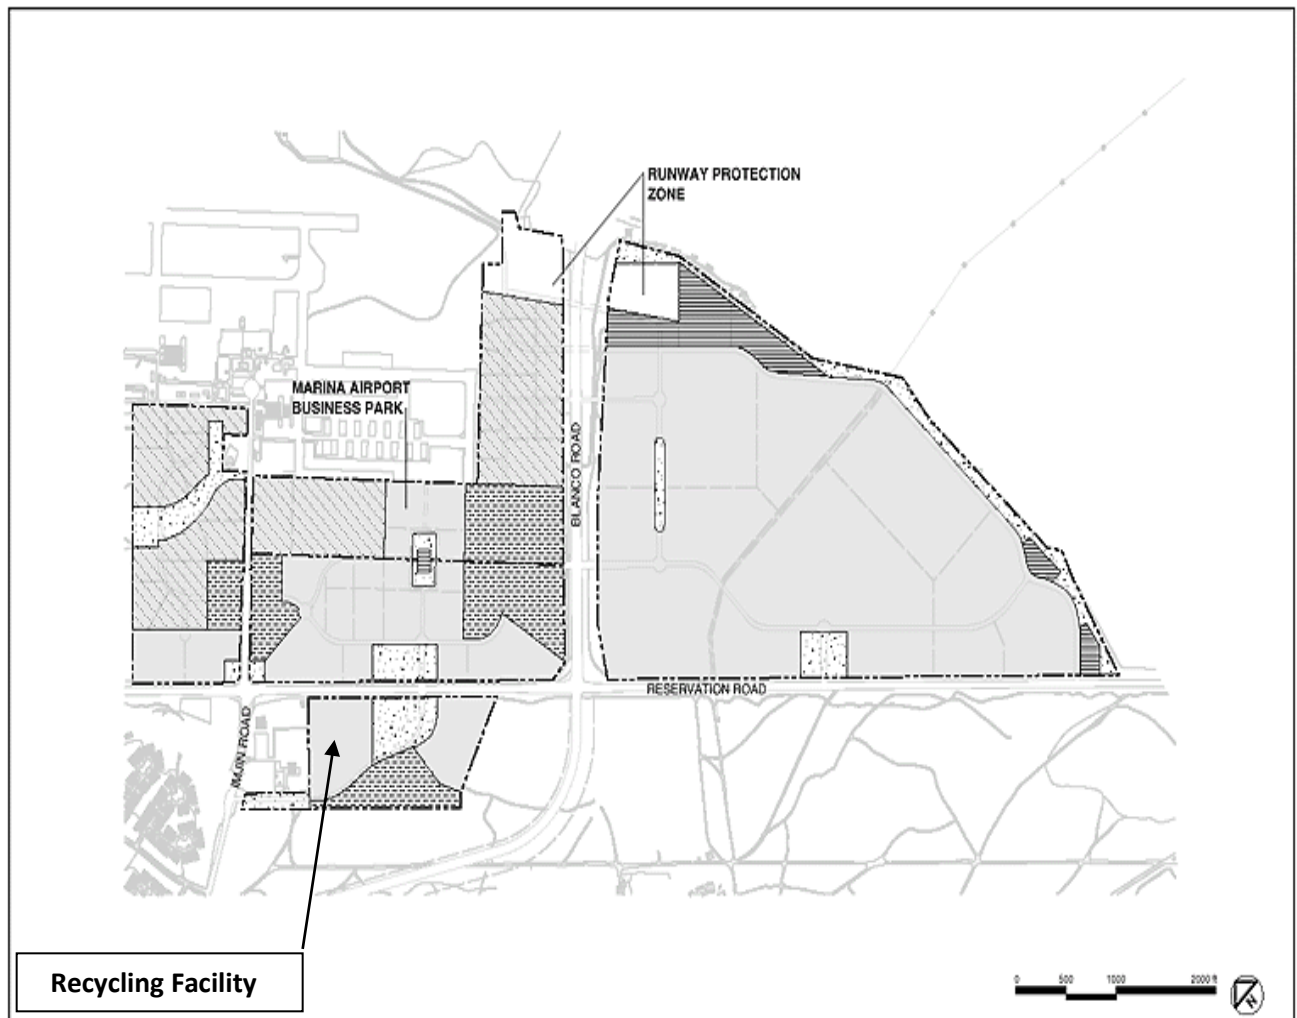 RUNWAY PROTECTION
ZONE
MARINA AIRPORT
BUSINESS PARK
BLANCO ROAD
RESERVATION ROAD
IMJIN ROAD
Recycling Facility
0 500 1000 2000 ft
N